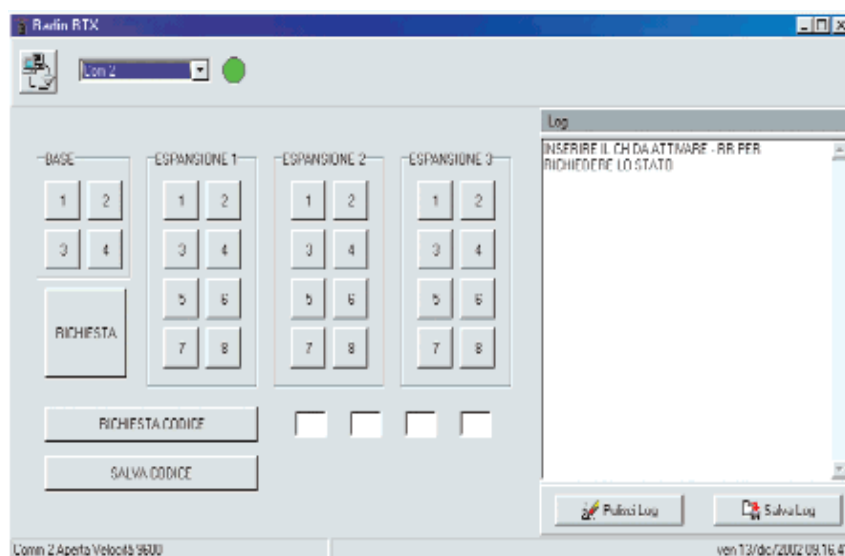 Radio RTX
Com 2
BASE
1 2
3 4
RICHIESTA
ESPANSIONE 1
1 2
3 4
5 6
7 8
ESPANSIONE 2
1 2
3 4
5 6
7 8
ESPANSIONE 3
1 2
3 4
5 6
7 8
RICHIESTA CODICE
SALVA CODICE
Log
INSERIRE IL CH DA ATTIVARE - RR PER
RICHIEDERE LO STATO
Pulisci Log
Salva Log
Comm 2 Aperta Velocità 9600
ven 13/dic/2002 09.16.4